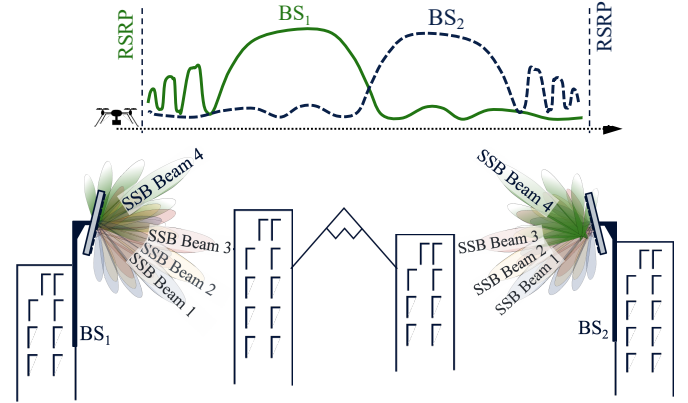 RSRP
BS1
BS2
RSRP
SSB Beam 4
SSB Beam 3
SSB Beam 2
SSB Beam 1
BS1
SSB Beam 4
SSB Beam 3
SSB Beam 2
SSB Beam 1
BS2